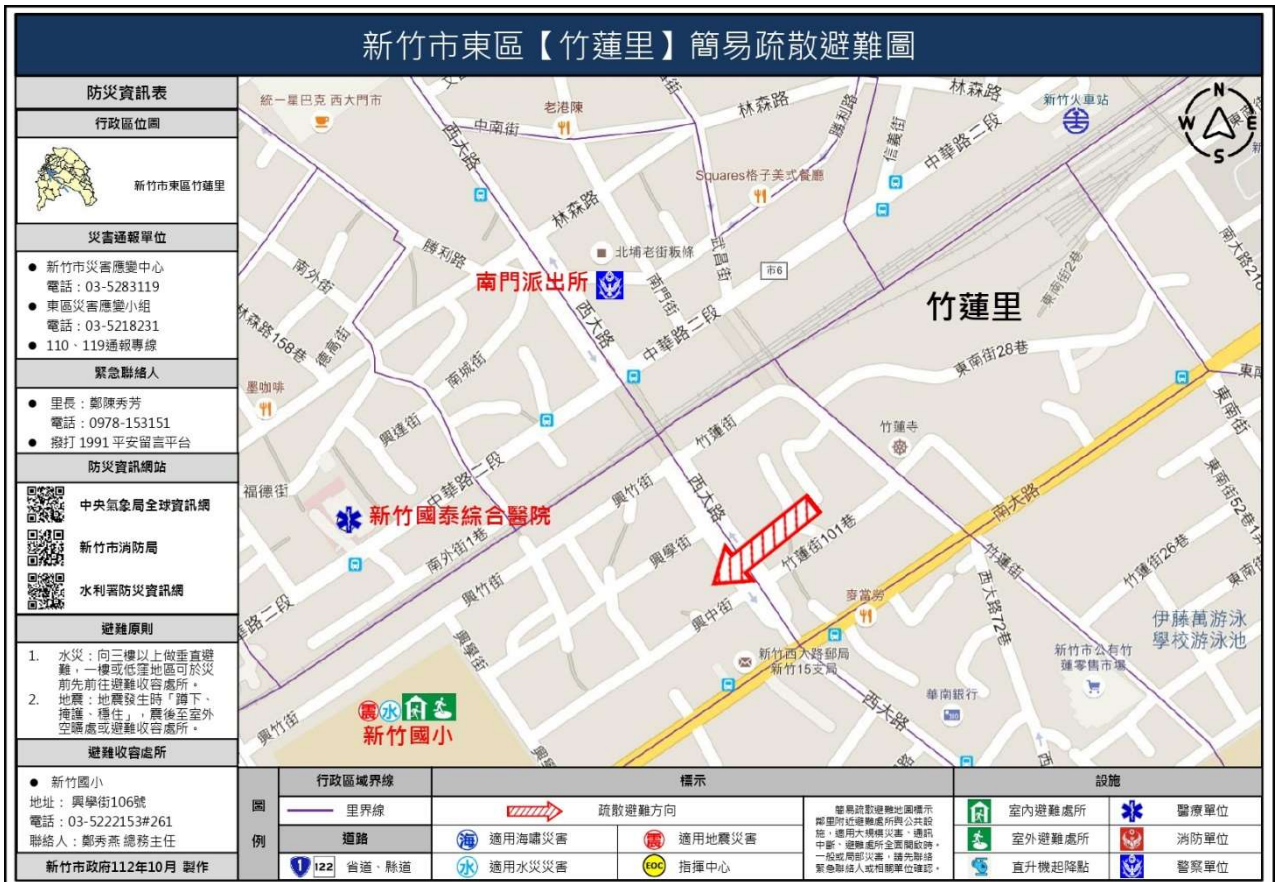 新竹市東區【竹蓮里】簡易疏散避難圖
防災資訊表
行政區位圖
新竹市東區竹蓮里
災害通報單位
● 新竹市災害應變中心
電話：03-5283119
● 東區災害應變小組
電話：03-5218231
● 110、119通報專線
緊急聯絡人
● 里長：鄭陳秀芳
電話：0978-153151
● 撥打 1991 平安留言平台
防災資訊網站
中央氣象局全球資訊網
新竹市消防局
水利署防災資訊網
避難原則
1. 水災：向三樓以上做垂直避
難，一樓或低窪地區可於災
前先前往避難收容處所。
2. 地震：地震發生時「蹲下、
掩護、穩住」，震後至室外
空曠處或避難收容處所。
避難收容處所
● 新竹國小
地址： 興學街106號
電話：03-5222153#261
聯絡人：鄭秀燕 總務主任
新竹市政府112年10月 製作
統一星巴克 西大門市
中南街
西大路
老港陳
林森路
勝利路
信義街
林森路
中華路二段
新竹火車站
N
W
E
S
Squares格子美式餐廳
林森路
勝利路
南外街
林森路158巷
德高街
北埔老街粄條
南門派出所
南門街
武昌街
市6
西大路
中華路二段
竹蓮里
東南街2巷
南大路218
東南街28巷
東南街
南城街
墨咖啡
興達街
竹蓮街
竹蓮寺
福德街
中華路二段
新竹國泰綜合醫院
南外街1巷
興竹街
西大路
南大路
東南街52巷1弄
興學街
竹蓮街101巷
竹蓮街
竹蓮街26巷
東南街
興竹街
興中街
麥當勞
西大路72巷
路二段
興學街
新竹西大路郵局
新竹15支局
伊藤萬游泳
學校游泳池
新竹市公有竹
蓮零售市場
華南銀行
西大路
震
水
新竹國小
興竹街
圖例
行政區域界線
里界線
道路
1
122
省道、縣道
標示
疏散避難方向
海
適用海嘯災害
震
適用地震災害
水
適用水災災害
EOC
指揮中心
簡易疏散避難地圖標示
鄰里附近避難處所與公共設
施，適用大規模災害、通訊
中斷、避難處所全面開啟時。
一般或局部災害，請先聯絡
緊急聯絡人或相關單位確認。
設施
室內避難處所
醫療單位
室外避難處所
消防單位
直升機起降點
警察單位